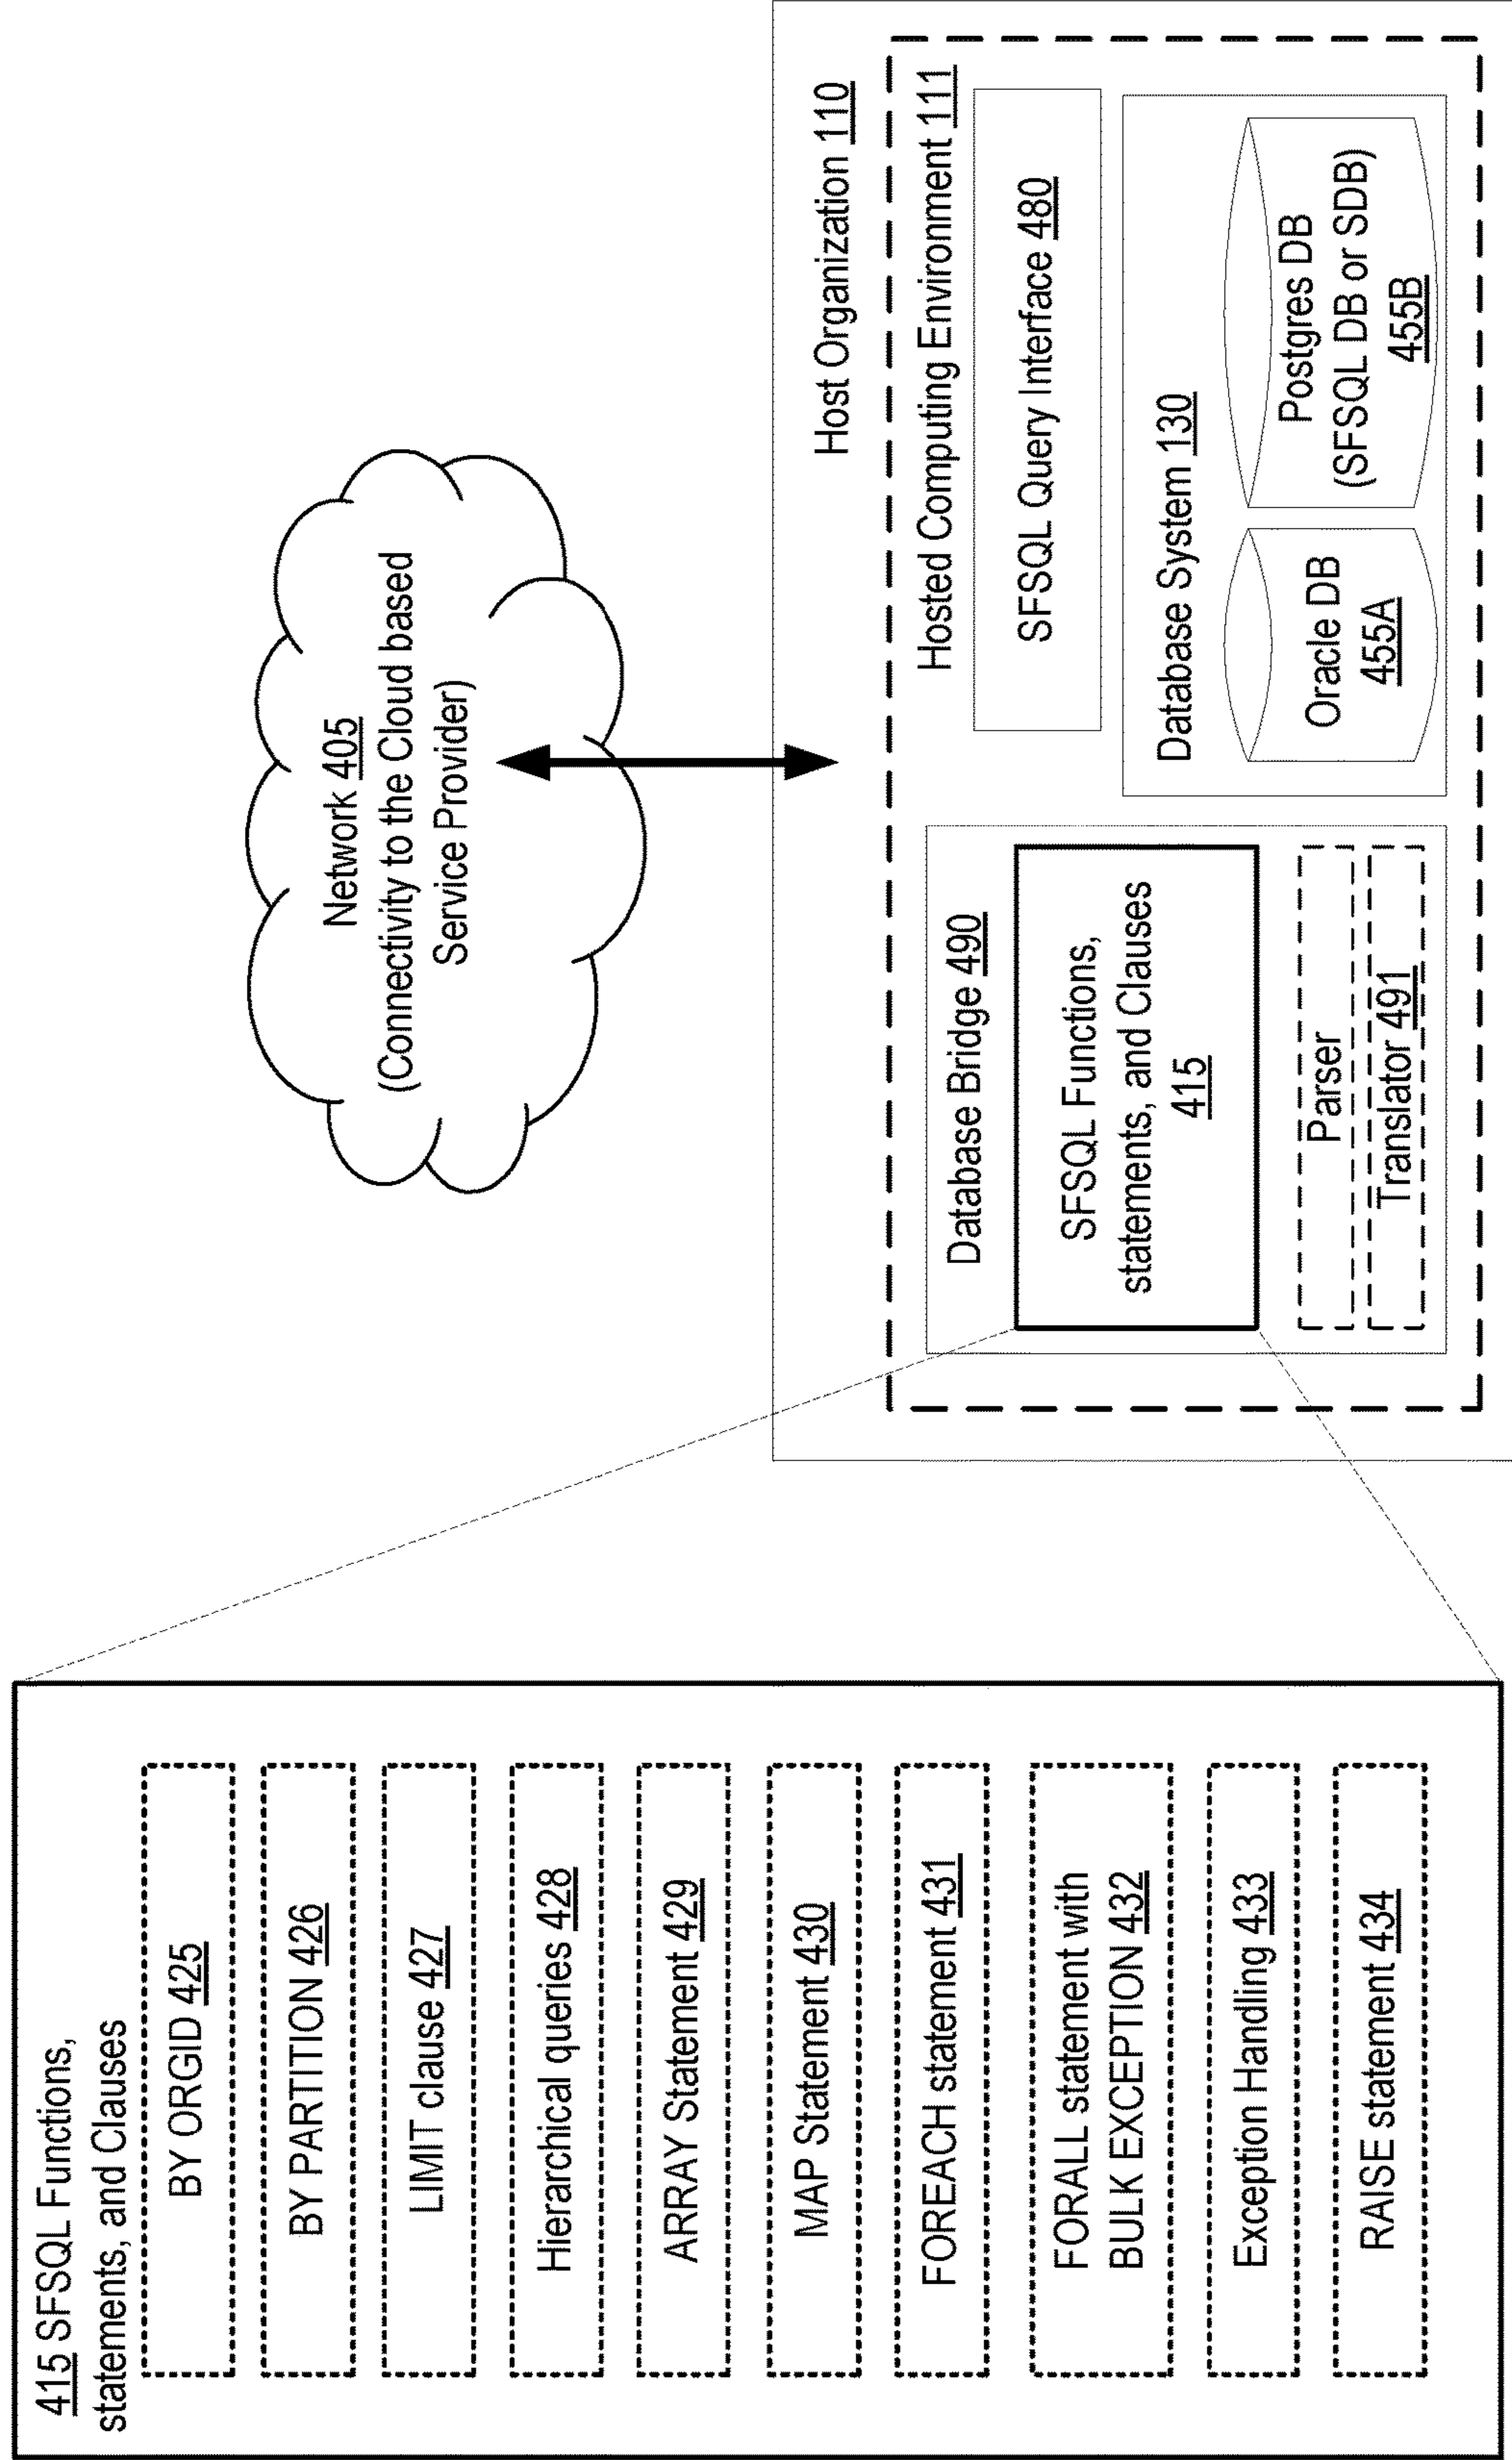 415 SFSQL Functions,
statements, and Clauses
BY ORGID 425
BY PARTITION 426
LIMIT clause 427
Hierarchical queries 428
ARRAY Statement 429
MAP Statement 430
FOREACH statement 431
FORALL statement with
BULK EXCEPTION 432
Exception Handling 433
RAISE statement 434
Network 405
(Connectivity to the Cloud based
Service Provider)
Host Organization 110
Hosted Computing Environment 111
Database Bridge 490
SFSQL Functions,
statements, and Clauses
415
Parser
Translator 491
SFSQL Query Interface 480
Database System 130
Oracle DB
455A
Postgres DB
(SFSQL DB or SDB)
455B